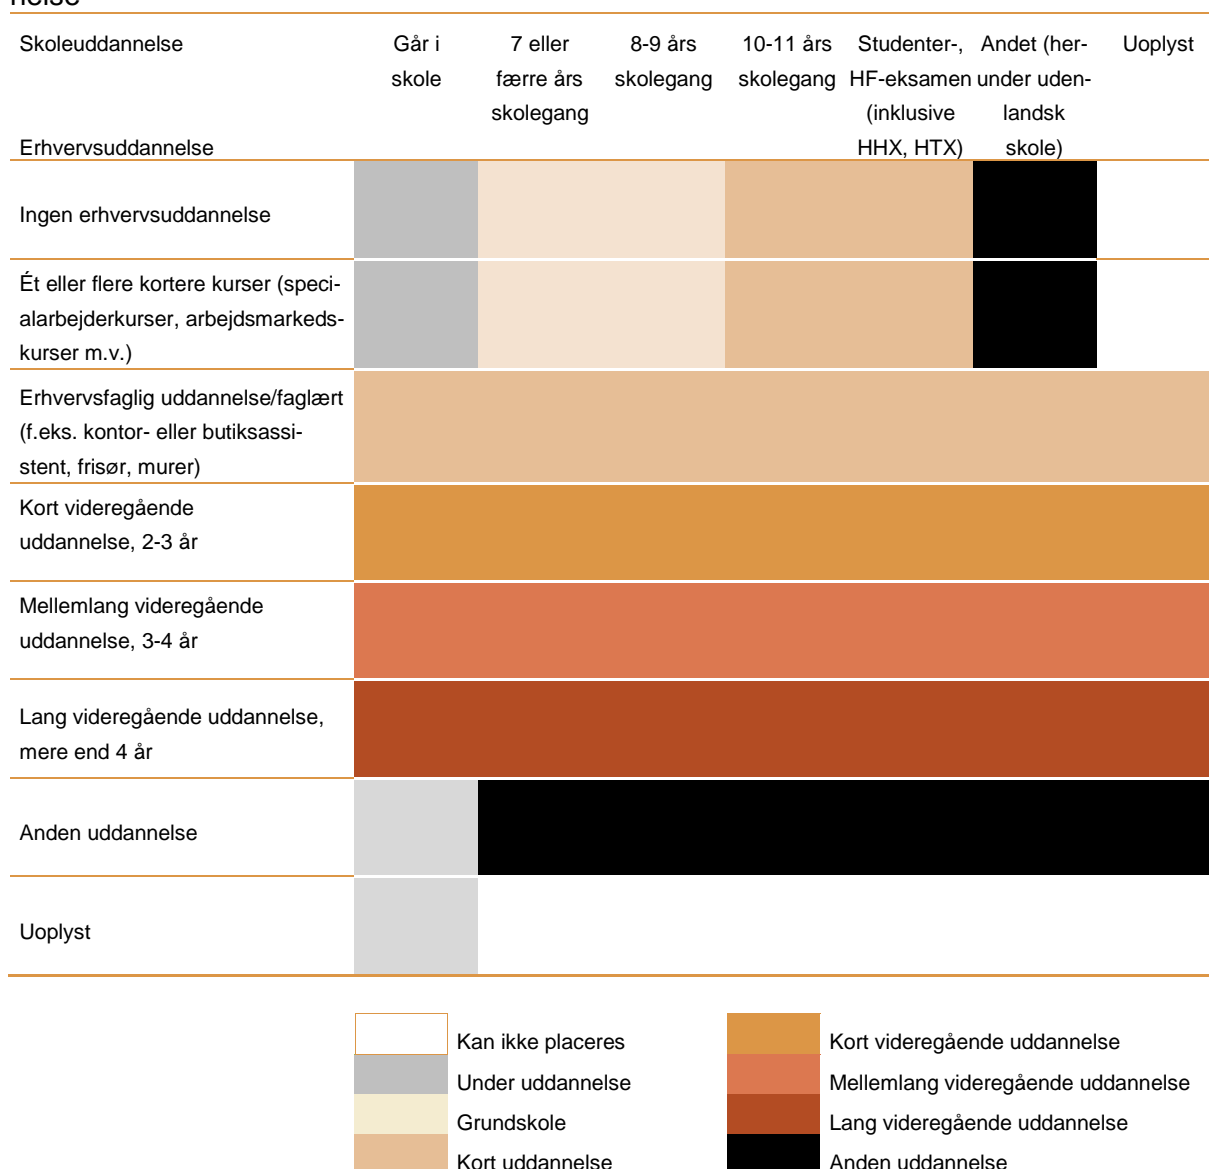 nelse
Skoleuddannelse Går i 7 eller 8-9 års 10-11 års Studenter-, Andet (her- Uoplyst
skole færre års skolegang skolegang HF-eksamen under uden-
skolegang (inklusive landsk
Erhvervsuddannelse HHX, HTX) skole)
Ingen erhvervsuddannelse
Ét eller flere kortere kurser (speci-
alarbejderkurser, arbejdsmarkeds-
kurser m.v.)
Erhvervsfaglig uddannelse/faglært
(f.eks. kontor- eller butiksassi-
stent, frisør, murer)
Kort videregående
uddannelse, 2-3 år
Mellemlang videregående
uddannelse, 3-4 år
Lang videregående uddannelse,
mere end 4 år
Anden uddannelse
Uoplyst
Kan ikke placeres Kort videregående uddannelse
Under uddannelse Mellemlang videregående uddannelse
Grundskole Lang videregående uddannelse
Kort uddannelse Anden uddannelse